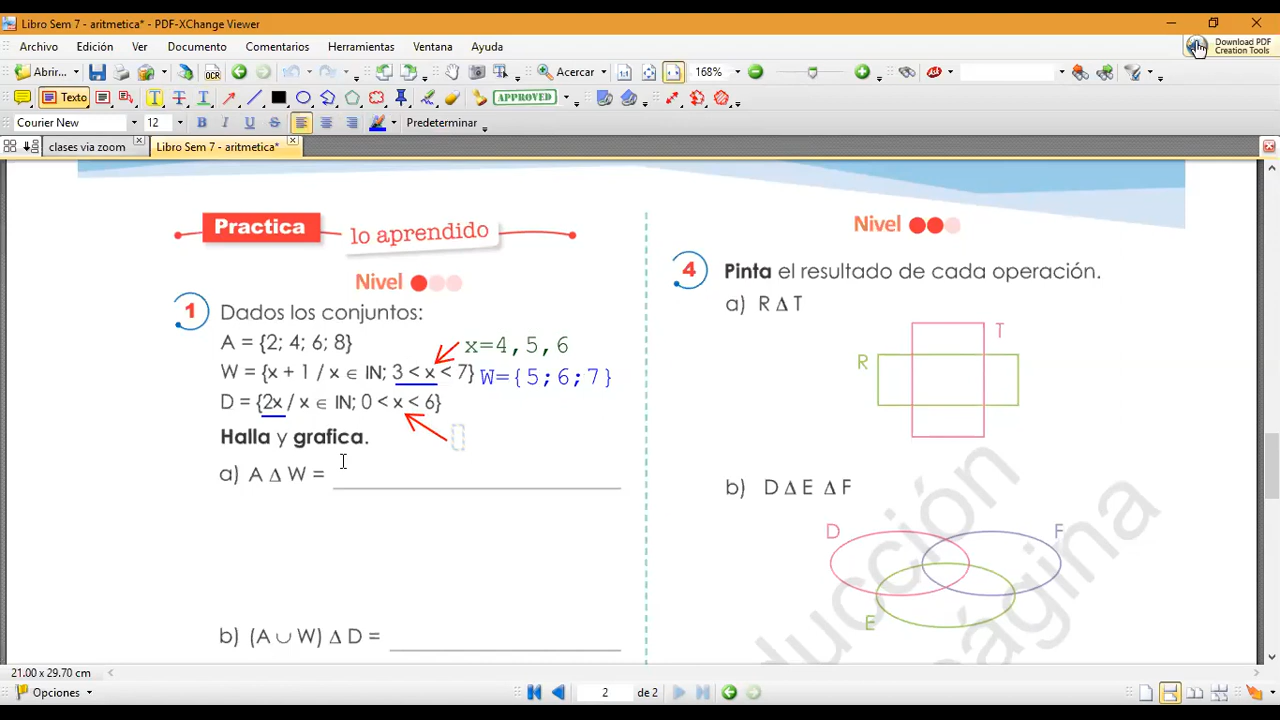 Libro Sem 7 - aritmetica* - PDF-XChange Viewer
Archivo Edición Ver Documento Comentarios Herramientas Ventana Ayuda
Download PDF
Creation Tools
Abrir... OCR Acercar 168%
Texto APPROVED
Courier New 12 Predeterminar
clases via zoom Libro Sem 7 - aritmetica*
Practica lo aprendido
Nivel
1 Dados los conjuntos:
A = {2; 4; 6; 8}
x=4,5,6
W = {x + 1 / x ∈ IN; 3 < x < 7}
W={5;6;7}
D = {2x / x ∈ IN; 0 < x < 6}
Halla y grafica.
a) A Δ W =
b) (A ∪ W) Δ D =
Nivel
4 Pinta el resultado de cada operación.
a) R Δ T
T
R
b) D Δ E Δ F
D
F
E
21.00 x 29.70 cm
Opciones 2 de 2